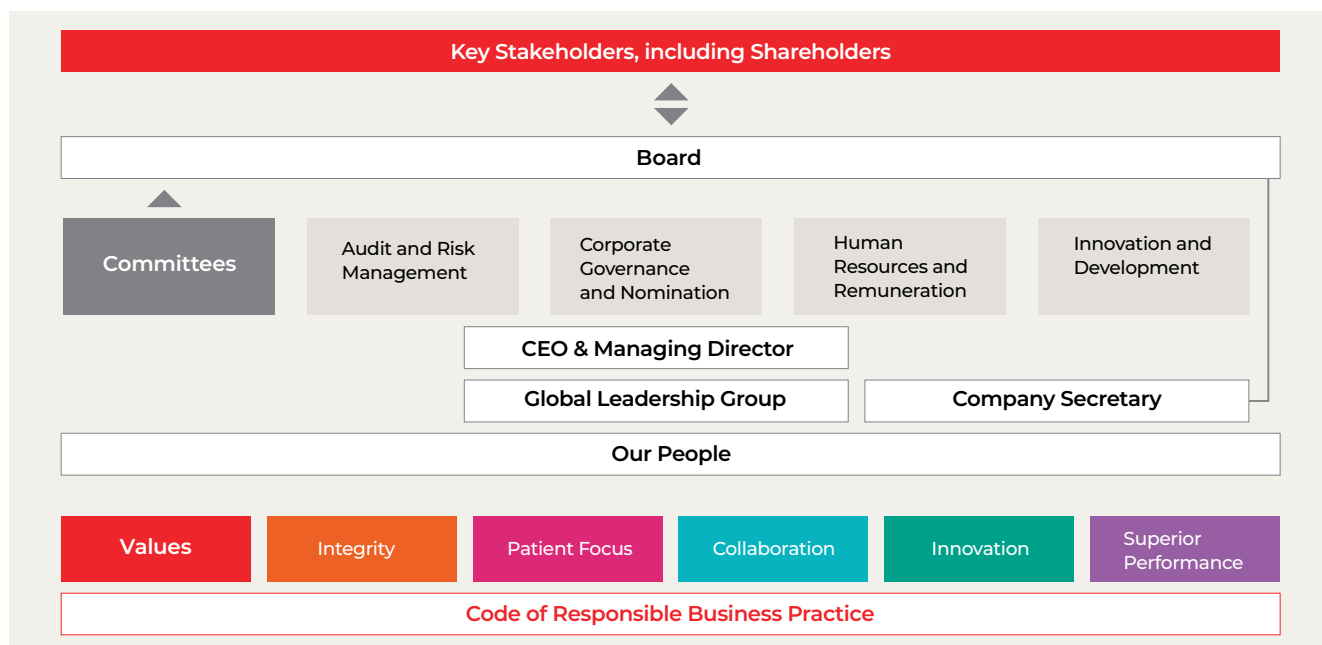 Key Stakeholders, including Shareholders
Board
Committees
Audit and Risk
Management
Corporate
Governance
and Nomination
Human
Resources and
Remuneration
Innovation and
Development
CEO & Managing Director
Global Leadership Group
Company Secretary
Our People
Values
Integrity
Patient Focus
Collaboration
Innovation
Superior
Performance
Code of Responsible Business Practice